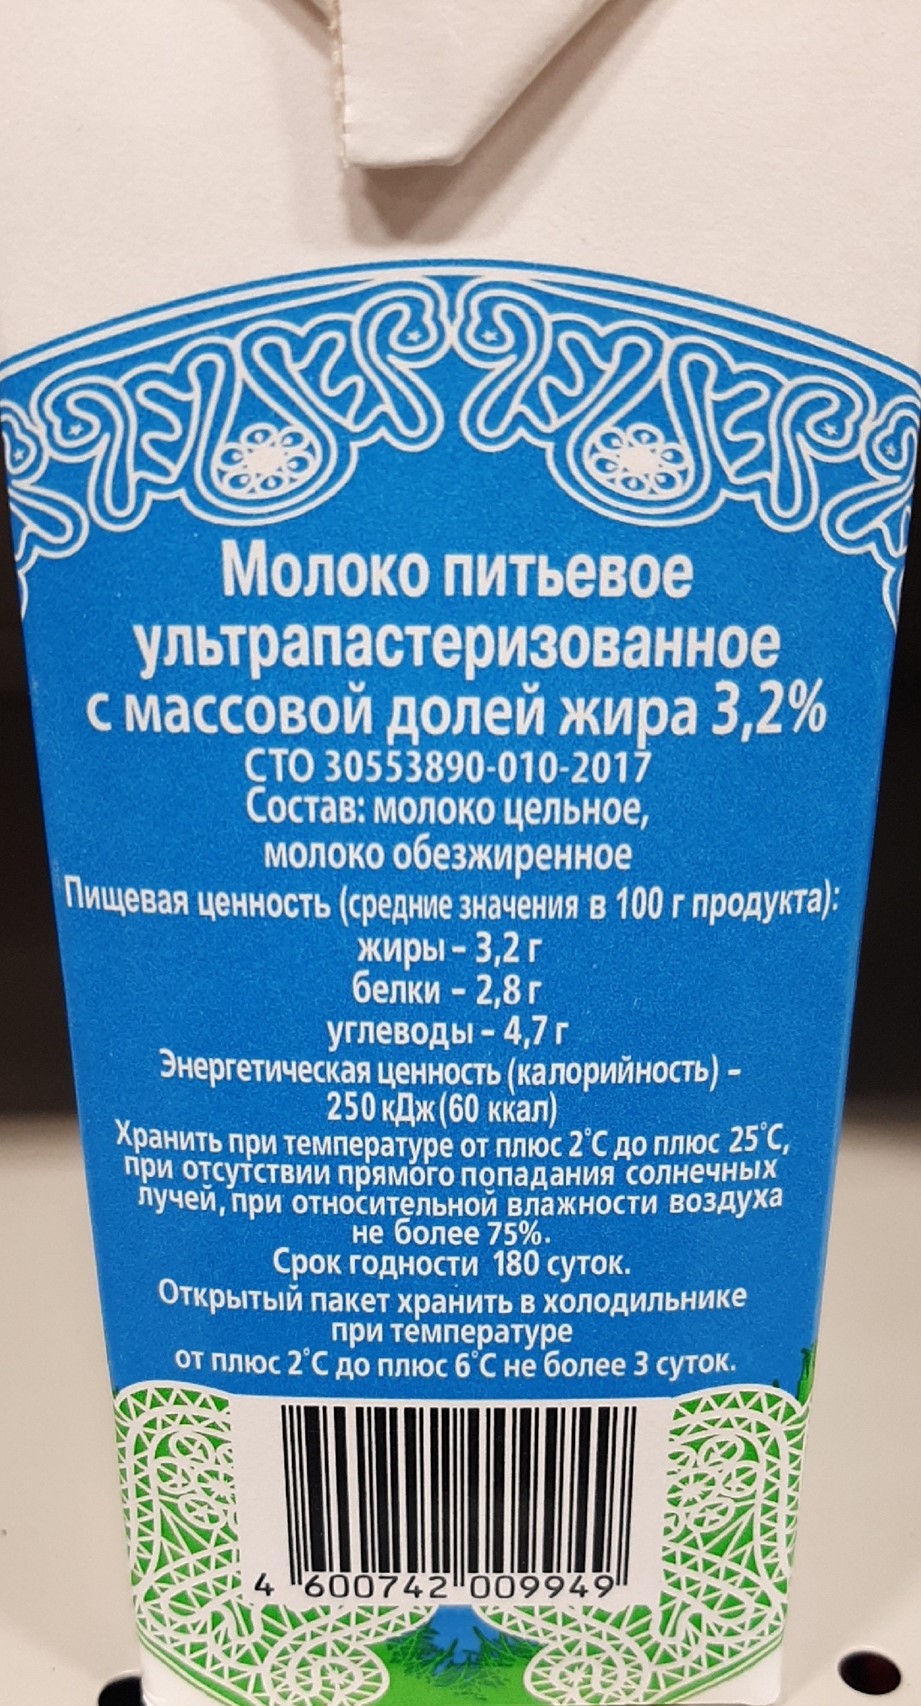 Молоко питьевое
ультрапастеризованное
с массовой долей жира 3,2%
СТО 30553890-010-2017
Состав: молоко цельное,
молоко обезжиренное
Пищевая ценность (средние значения в 100 г продукта):
жиры – 3,2 г
белки – 2,8 г
углеводы – 4,7 г
Энергетическая ценность (калорийность) –
250 кДж (60 ккал)
Хранить при температуре от плюс 2°С до плюс 25°С,
при отсутствии прямого попадания солнечных
лучей, при относительной влажности воздуха
не более 75%.
Срок годности 180 суток.
Открытый пакет хранить в холодильнике
при температуре
от плюс 2°С до плюс 6°С не более 3 суток.
4 600742 009949